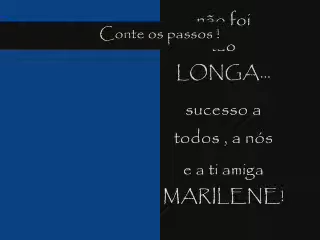 não foi
Conte os passos !
LONGA...
sucesso a
todos , a nós
e a ti amiga
MARILENE!